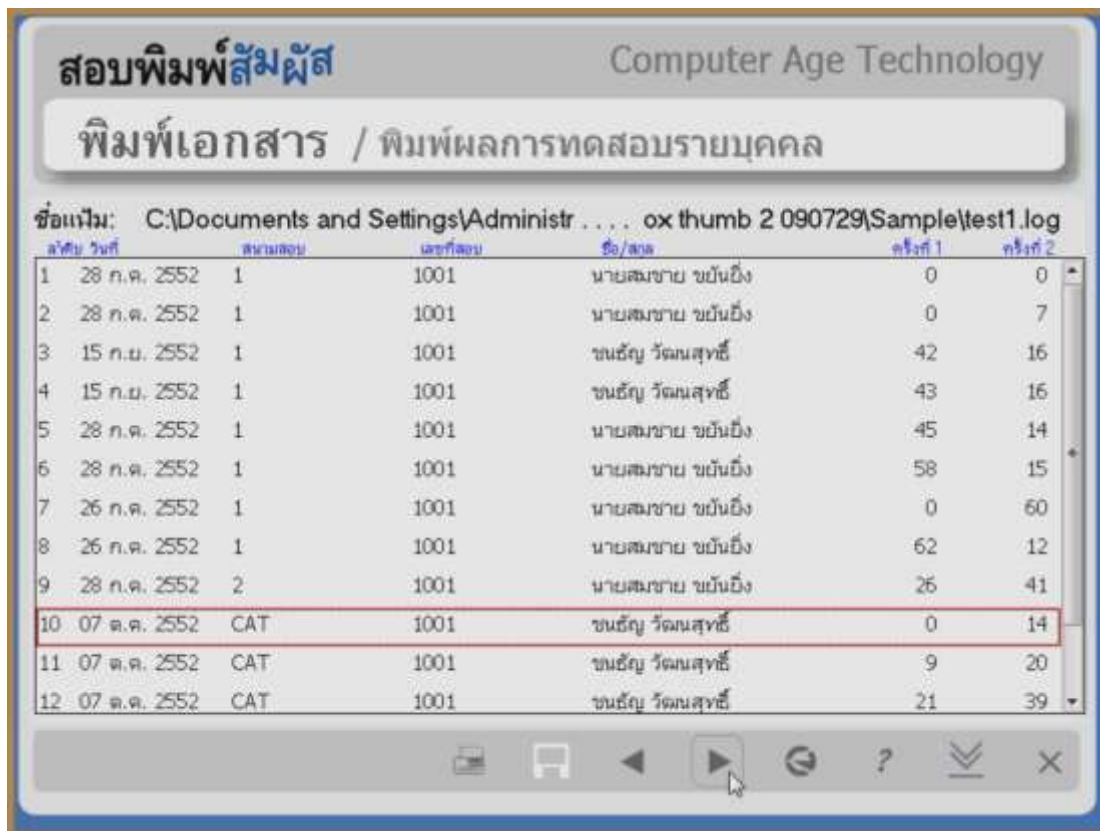 สอบพิมพ์สัมผัส Computer Age Technology
พิมพ์เอกสาร / พิมพ์ผลการทดสอบรายบุคคล
ชื่อแฟ้ม: C:\Documents and Settings\Administr . . . . ox thumb 2 090729\Sample\test1.log
ลำดับ วันที่ สนามสอบ เลขที่สอบ ชื่อ/สกุล ครั้งที่ 1 ครั้งที่ 2
1 28 ก.ค. 2552 1 1001 นายสมชาย ขยันยิ่ง 0 0
2 28 ก.ค. 2552 1 1001 นายสมชาย ขยันยิ่ง 0 7
3 15 ก.ย. 2552 1 1001 ชนธัญ วัฒนสุทธิ์ 42 16
4 15 ก.ย. 2552 1 1001 ชนธัญ วัฒนสุทธิ์ 43 16
5 28 ก.ค. 2552 1 1001 นายสมชาย ขยันยิ่ง 45 14
6 28 ก.ค. 2552 1 1001 นายสมชาย ขยันยิ่ง 58 15
7 26 ก.ค. 2552 1 1001 นายสมชาย ขยันยิ่ง 0 60
8 26 ก.ค. 2552 1 1001 นายสมชาย ขยันยิ่ง 62 12
9 28 ก.ค. 2552 2 1001 นายสมชาย ขยันยิ่ง 26 41
10 07 ต.ค. 2552 CAT 1001 ชนธัญ วัฒนสุทธิ์ 0 14
11 07 ต.ค. 2552 CAT 1001 ชนธัญ วัฒนสุทธิ์ 9 20
12 07 ต.ค. 2552 CAT 1001 ชนธัญ วัฒนสุทธิ์ 21 39
?